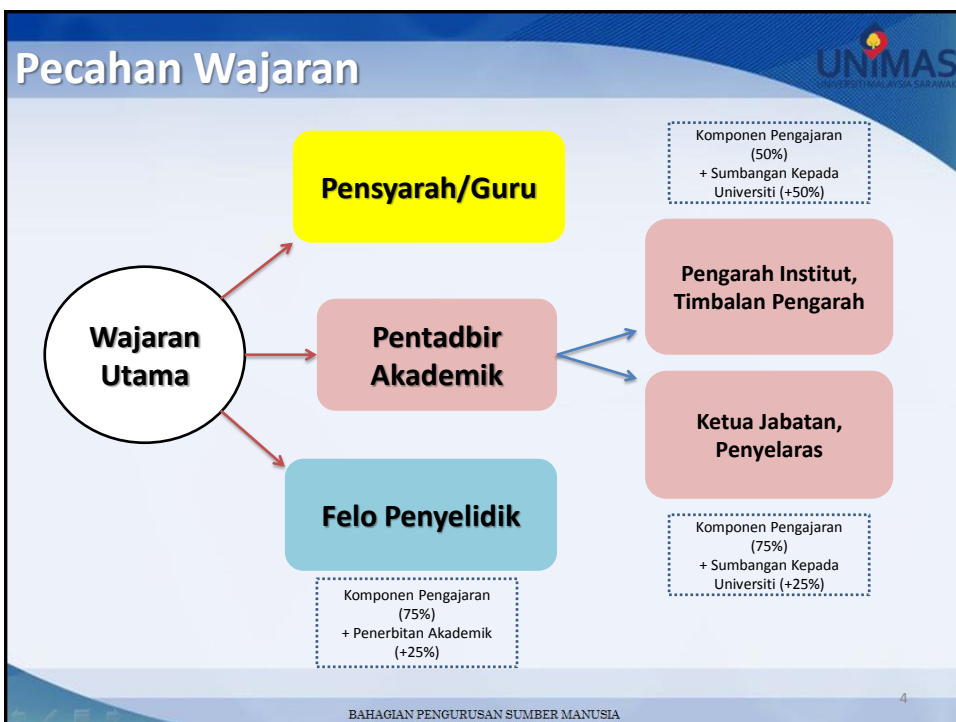 Pecahan Wajaran
UNIMAS
UNIVERSITI MALAYSIA SARAWAK
Wajaran
Utama
Pensyarah/Guru
Pentadbir
Akademik
Felo Penyelidik
Komponen Pengajaran
(75%)
+ Penerbitan Akademik
(+25%)
Komponen Pengajaran
(50%)
+ Sumbangan Kepada
Universiti (+50%)
Pengarah Institut,
Timbalan Pengarah
Ketua Jabatan,
Penyelaras
Komponen Pengajaran
(75%)
+ Sumbangan Kepada
Universiti (+25%)
BAHAGIAN PENGURUSAN SUMBER MANUSIA
4